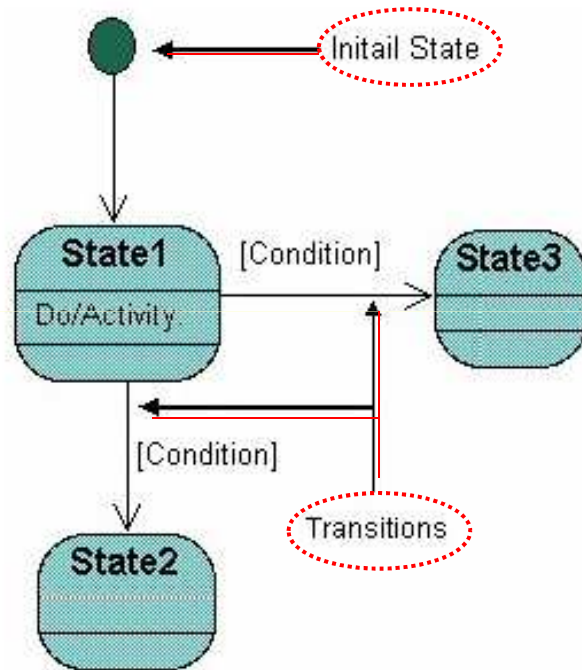 Initail State
State1
[Condition]
State3
Do/Activity.
[Condition]
Transitions
State2